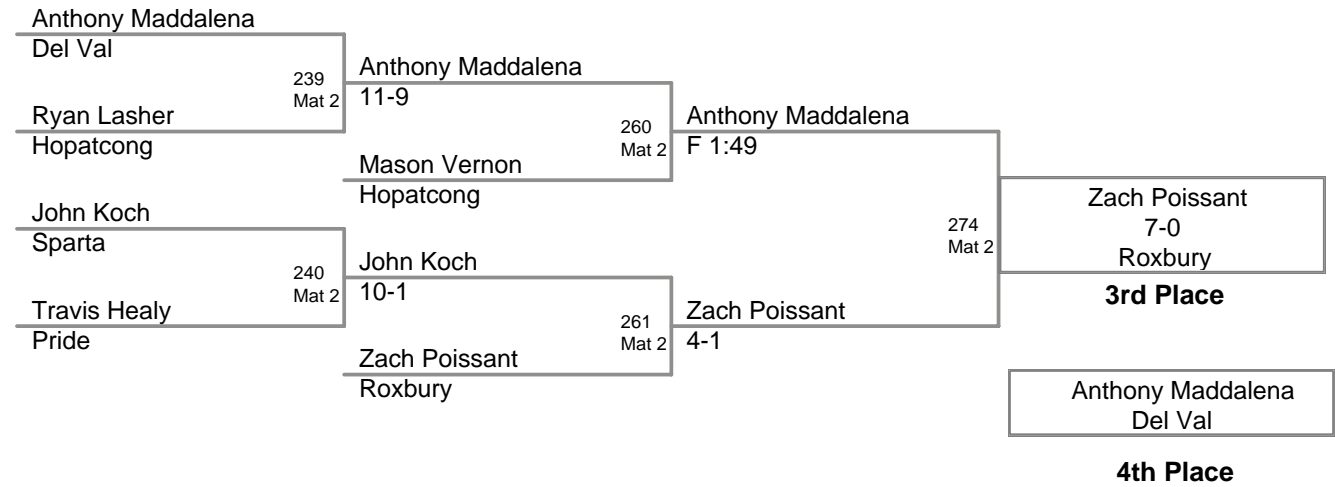 Anthony Maddalena
Del Val
239
Mat 2
Ryan Lasher
Hopatcong
John Koch
Sparta
240
Mat 2
Travis Healy
Pride
Anthony Maddalena
11-9
260
Mat 2
Mason Vernon
Hopatcong
John Koch
10-1
261
Mat 2
Zach Poissant
Roxbury
Anthony Maddalena
F 1:49
274
Mat 2
Zach Poissant
4-1
Zach Poissant
7-0
Roxbury
3rd Place
Anthony Maddalena
Del Val
4th Place